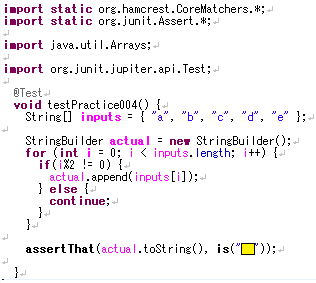 import static org.hamcrest.CoreMatchers.*;
import static org.junit.Assert.*;
import java.util.Arrays;
import org.junit.jupiter.api.Test;
@Test
void testPractice004() {
String[] inputs = { "a", "b", "c", "d", "e" };
StringBuilder actual = new StringBuilder();
for (int i = 0; i < inputs.length; i++) {
if(i%2 != 0) {
actual.append(inputs[i]);
} else {
continue;
}
}
assertThat(actual.toString(), is("  "));
}